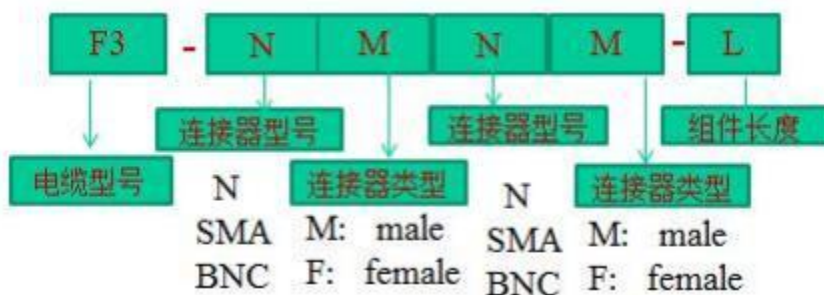 F3 - N M N M - L
连接器型号 连接器型号 组件长度
电缆型号 连接器类型 连接器类型
N N
SMA M: male SMA M: male
BNC F: female BNC F: female